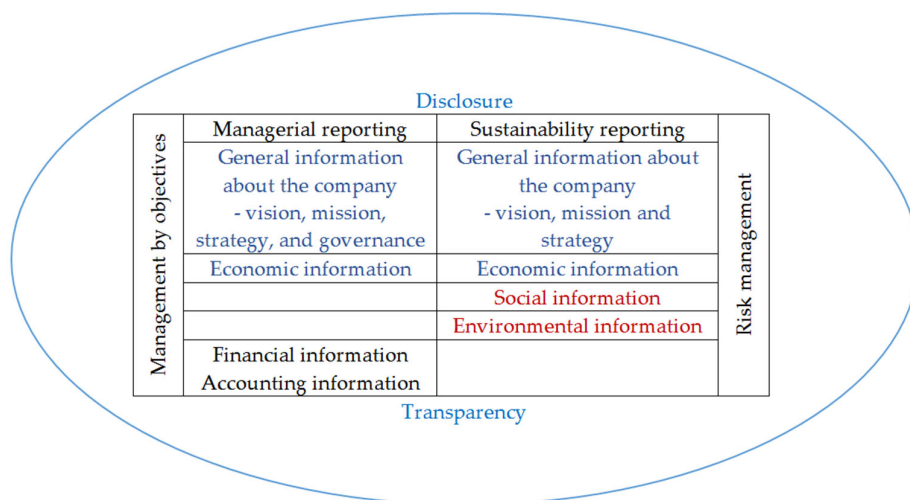 Disclosure
Management by objectives
Managerial reporting
Sustainability reporting
Risk management
General information
about the company
- vision, mission,
strategy, and governance
General information about
the company
- vision, mission and
strategy
Economic information
Economic information
Social information
Environmental information
Financial information
Accounting information
Transparency